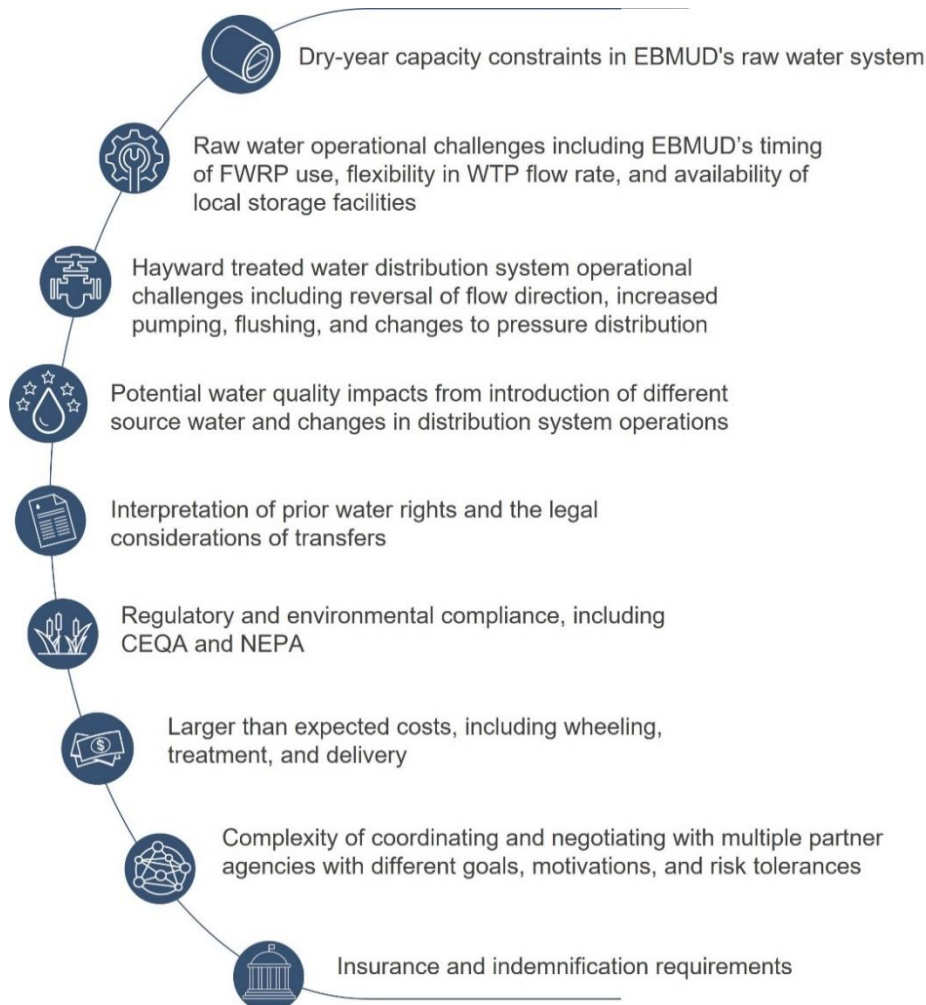 Dry-year capacity constraints in EBMUD's raw water system
Raw water operational challenges including EBMUD’s timing
of FWRP use, flexibility in WTP flow rate, and availability of
local storage facilities
Hayward treated water distribution system operational
challenges including reversal of flow direction, increased
pumping, flushing, and changes to pressure distribution
Potential water quality impacts from introduction of different
source water and changes in distribution system operations
Interpretation of prior water rights and the legal
considerations of transfers
Regulatory and environmental compliance, including
CEQA and NEPA
Larger than expected costs, including wheeling,
treatment, and delivery
$
Complexity of coordinating and negotiating with multiple partner
agencies with different goals, motivations, and risk tolerances
Insurance and indemnification requirements